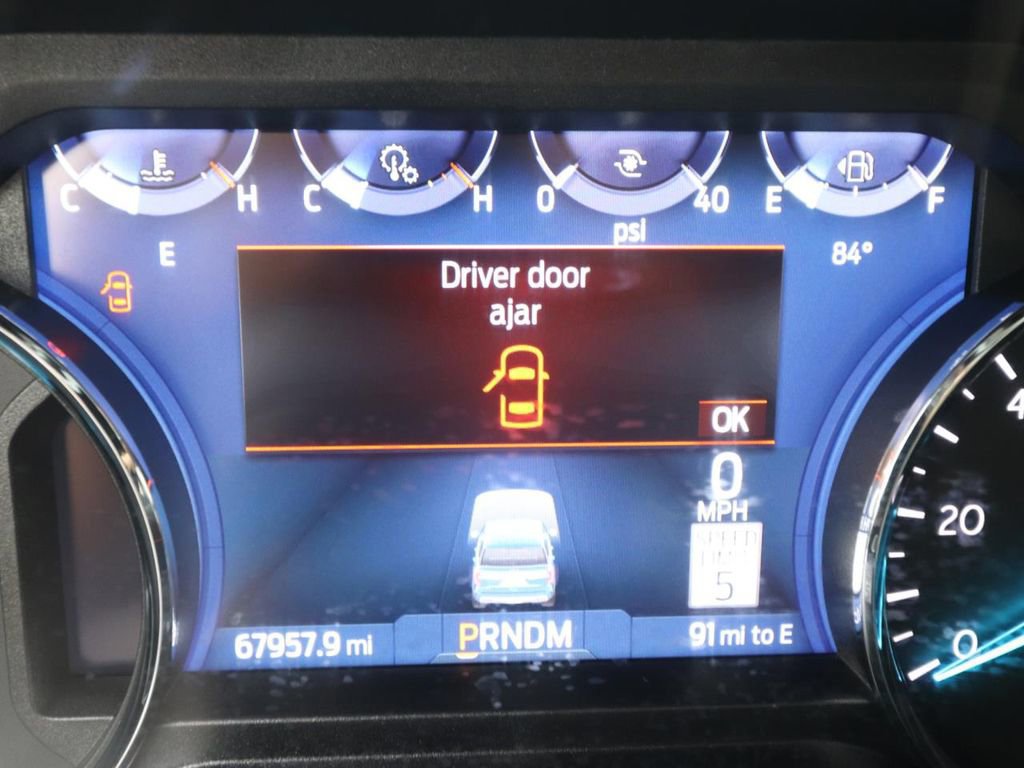 C H C H 0 40 E F
psi
E
84°
Driver door
ajar
OK
0
MPH
SPEED
LIMIT
5
67957.9 mi
PRNDM
91 mi to E
4
20
0